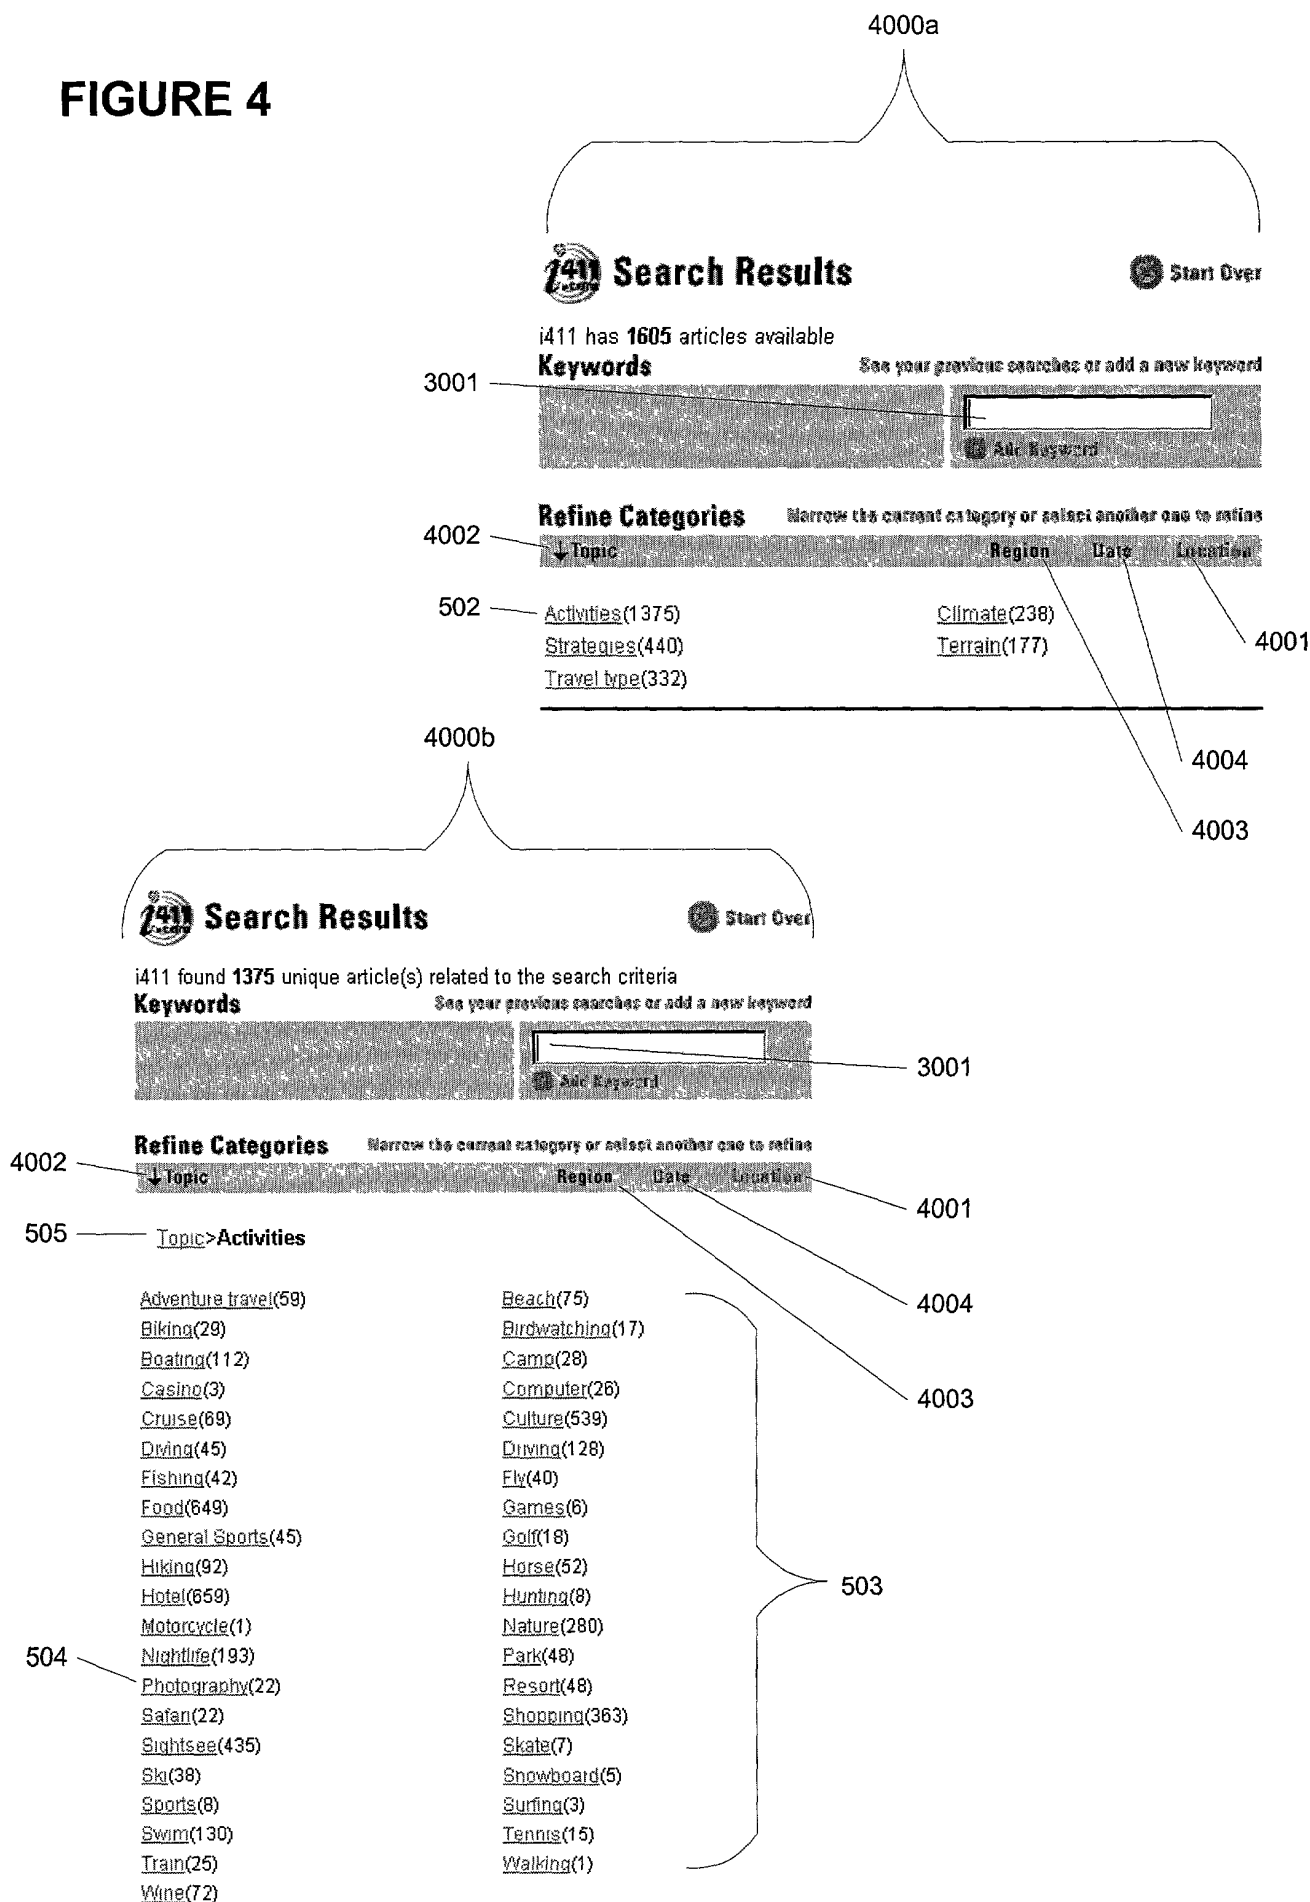 4000a
FIGURE 4
i411 Search Results Start Over
i411 has 1605 articles available
Keywords See your previous searches or add a new keyword
3001
Add Keyword
Refine Categories Narrow the current category or select another one to refine
4002
↓Topic Region Date Location
502 Activities(1375) Climate(238)
Strategies(440) Terrain(177) 4001
Travel type(332)
4000b
4004
4003
i411 Search Results Start Over
i411 found 1375 unique article(s) related to the search criteria
Keywords See your previous searches or add a new keyword
3001
Add Keyword
Refine Categories Narrow the current category or select another one to refine
4002 ↓Topic Region Date Location
4001
505 Topic>Activities
Adventure travel(59) Beach(75) 4004
Biking(29) Birdwatching(17)
Boating(112) Camp(28)
Casino(3) Computer(26) 4003
Cruise(69) Culture(539)
Diving(45) Driving(128)
Fishing(42) Fly(40)
Food(649) Games(6)
General Sports(45) Golf(18)
Hiking(92) Horse(52)
503
Hotel(659) Hunting(8)
Motorcycle(1) Nature(280)
504 Nightlife(193) Park(48)
Photography(22) Resort(48)
Safari(22) Shopping(363)
Sightsee(435) Skate(7)
Ski(38) Snowboard(5)
Sports(8) Surfing(3)
Swim(130) Tennis(15)
Train(25) Walking(1)
Wine(72)